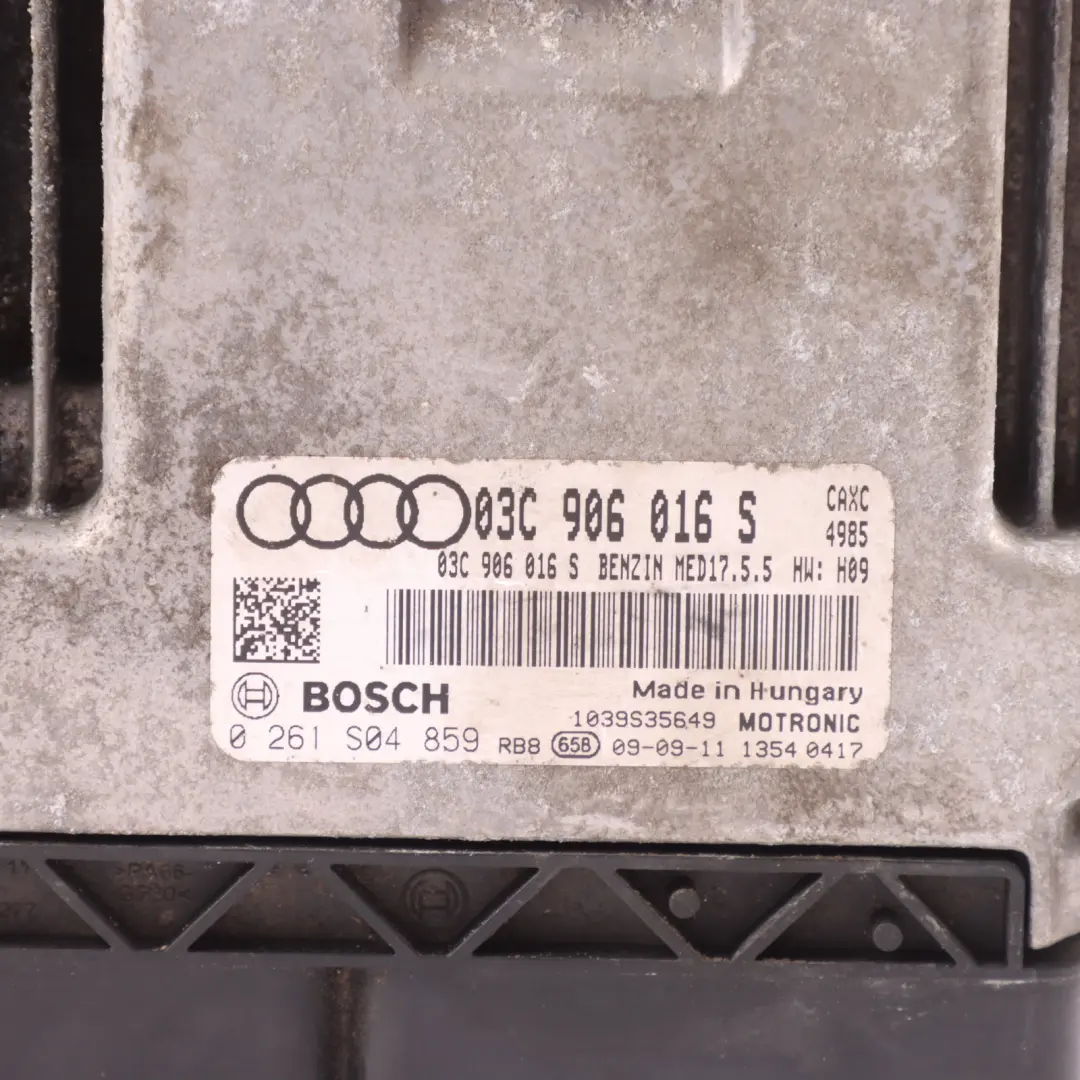 03C 906 016 S CAXC
4985
03C 906 016 S BENZIN MED17.5.5 HW: H09
BOSCH Made in Hungary
1039S35649 MOTRONIC
0 261 S04 859 RB8 658 09-09-11 1354 0417